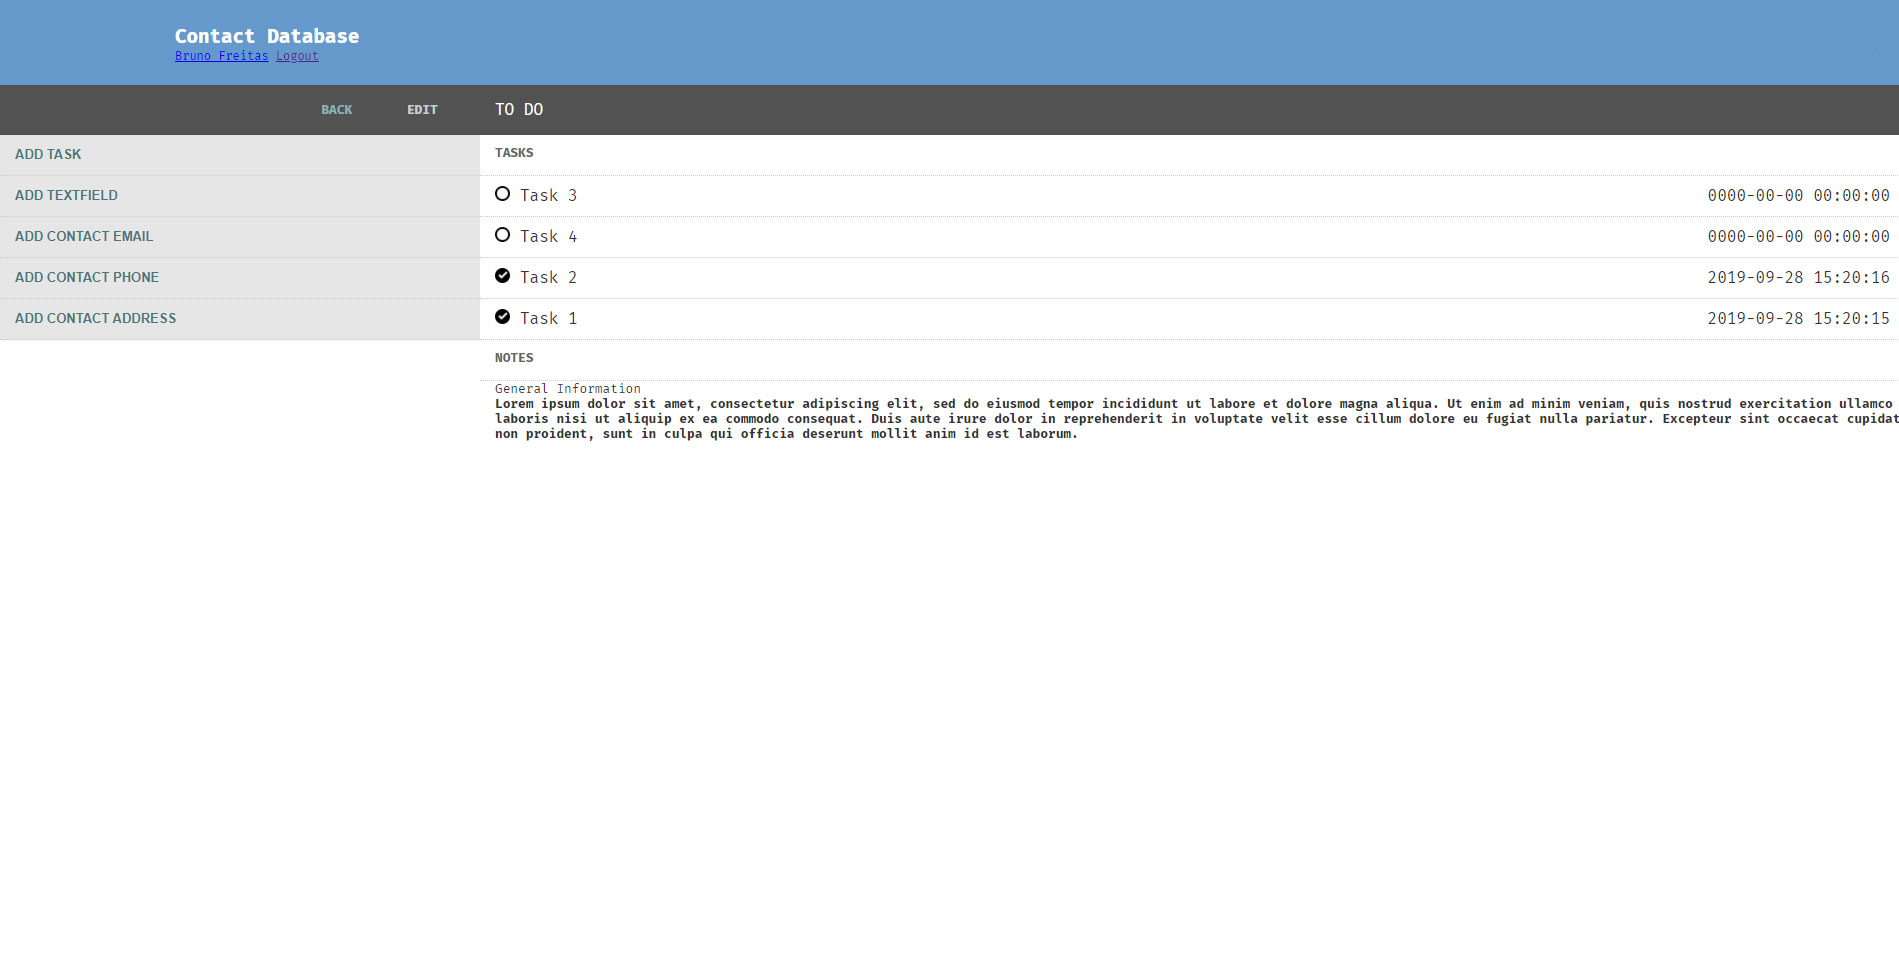 Contact Database
Bruno Freitas Logout
BACK EDIT TO DO
ADD TASK
ADD TEXTFIELD
ADD CONTACT EMAIL
ADD CONTACT PHONE
ADD CONTACT ADDRESS
TASKS
Task 3 0000-00-00 00:00:00
Task 4 0000-00-00 00:00:00
Task 2 2019-09-28 15:20:16
Task 1 2019-09-28 15:20:15
NOTES
General Information
Lorem ipsum dolor sit amet, consectetur adipiscing elit, sed do eiusmod tempor incididunt ut labore et dolore magna aliqua. Ut enim ad minim veniam, quis nostrud exercitation ullamco
laboris nisi ut aliquip ex ea commodo consequat. Duis aute irure dolor in reprehenderit in voluptate velit esse cillum dolore eu fugiat nulla pariatur. Excepteur sint occaecat cupidat
non proident, sunt in culpa qui officia deserunt mollit anim id est laborum.